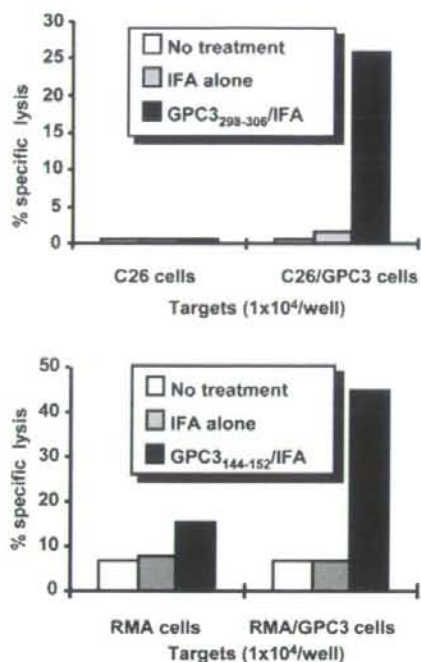 30
25
20
15
10
5
0
% specific lysis
No treatment
IFA alone
GPC3₂₉₈₋₃₀₆/IFA
C26 cells C26/GPC3 cells
Targets (1x10⁴/well)
50
40
30
20
10
0
% specific lysis
No treatment
IFA alone
GPC3₁₄₄₋₁₅₂/IFA
RMA cells RMA/GPC3 cells
Targets (1x10⁴/well)